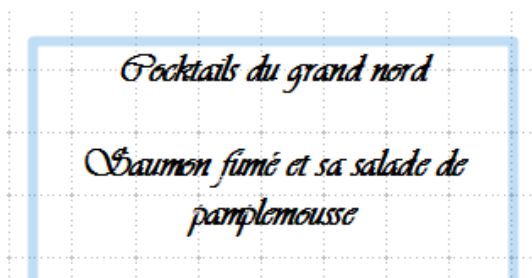 Cocktails du grand nord
Saumon fumé et sa salade de
pamplemousse